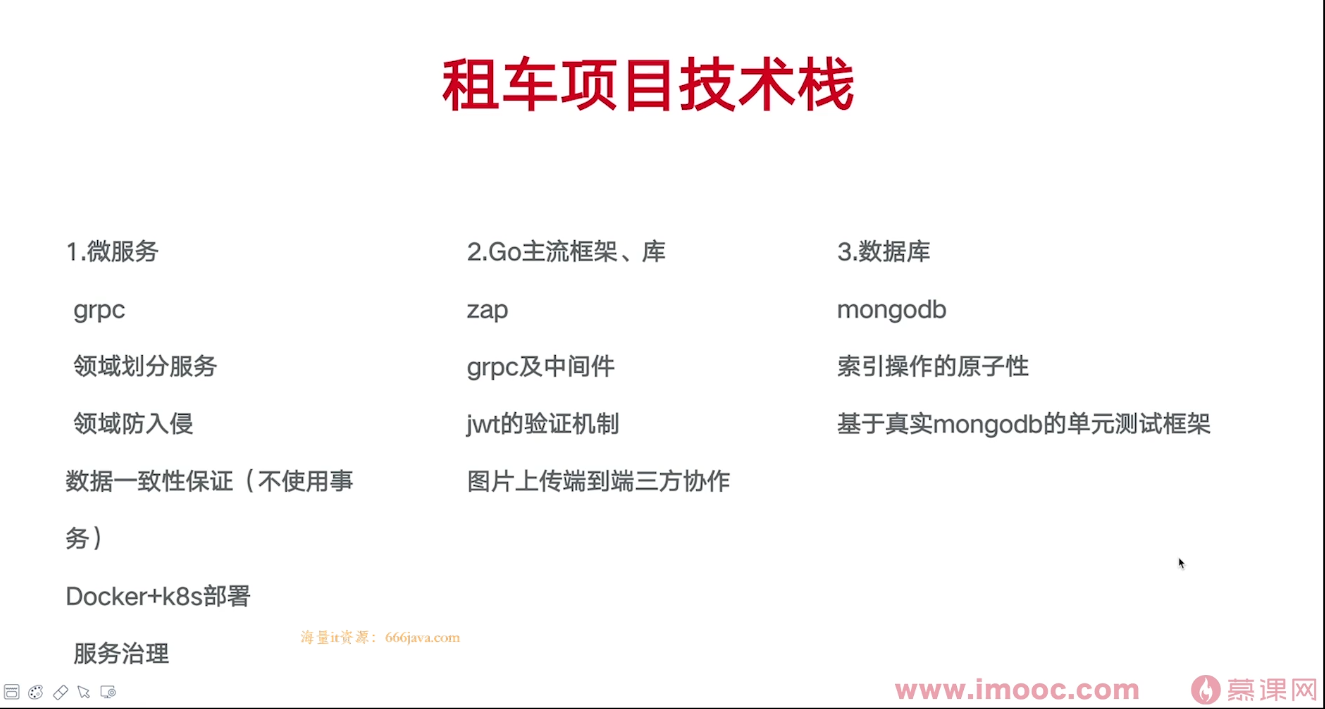 租车项目技术栈
1.微服务
grpc
领域划分服务
领域防入侵
数据一致性保证（不使用事
务）
Docker+k8s部署
服务治理
2.Go主流框架、库
zap
grpc及中间件
jwt的验证机制
图片上传端到端三方协作
3.数据库
mongodb
索引操作的原子性
基于真实mongodb的单元测试框架
海量it资源：666java.com
www.imooc.com
慕课网